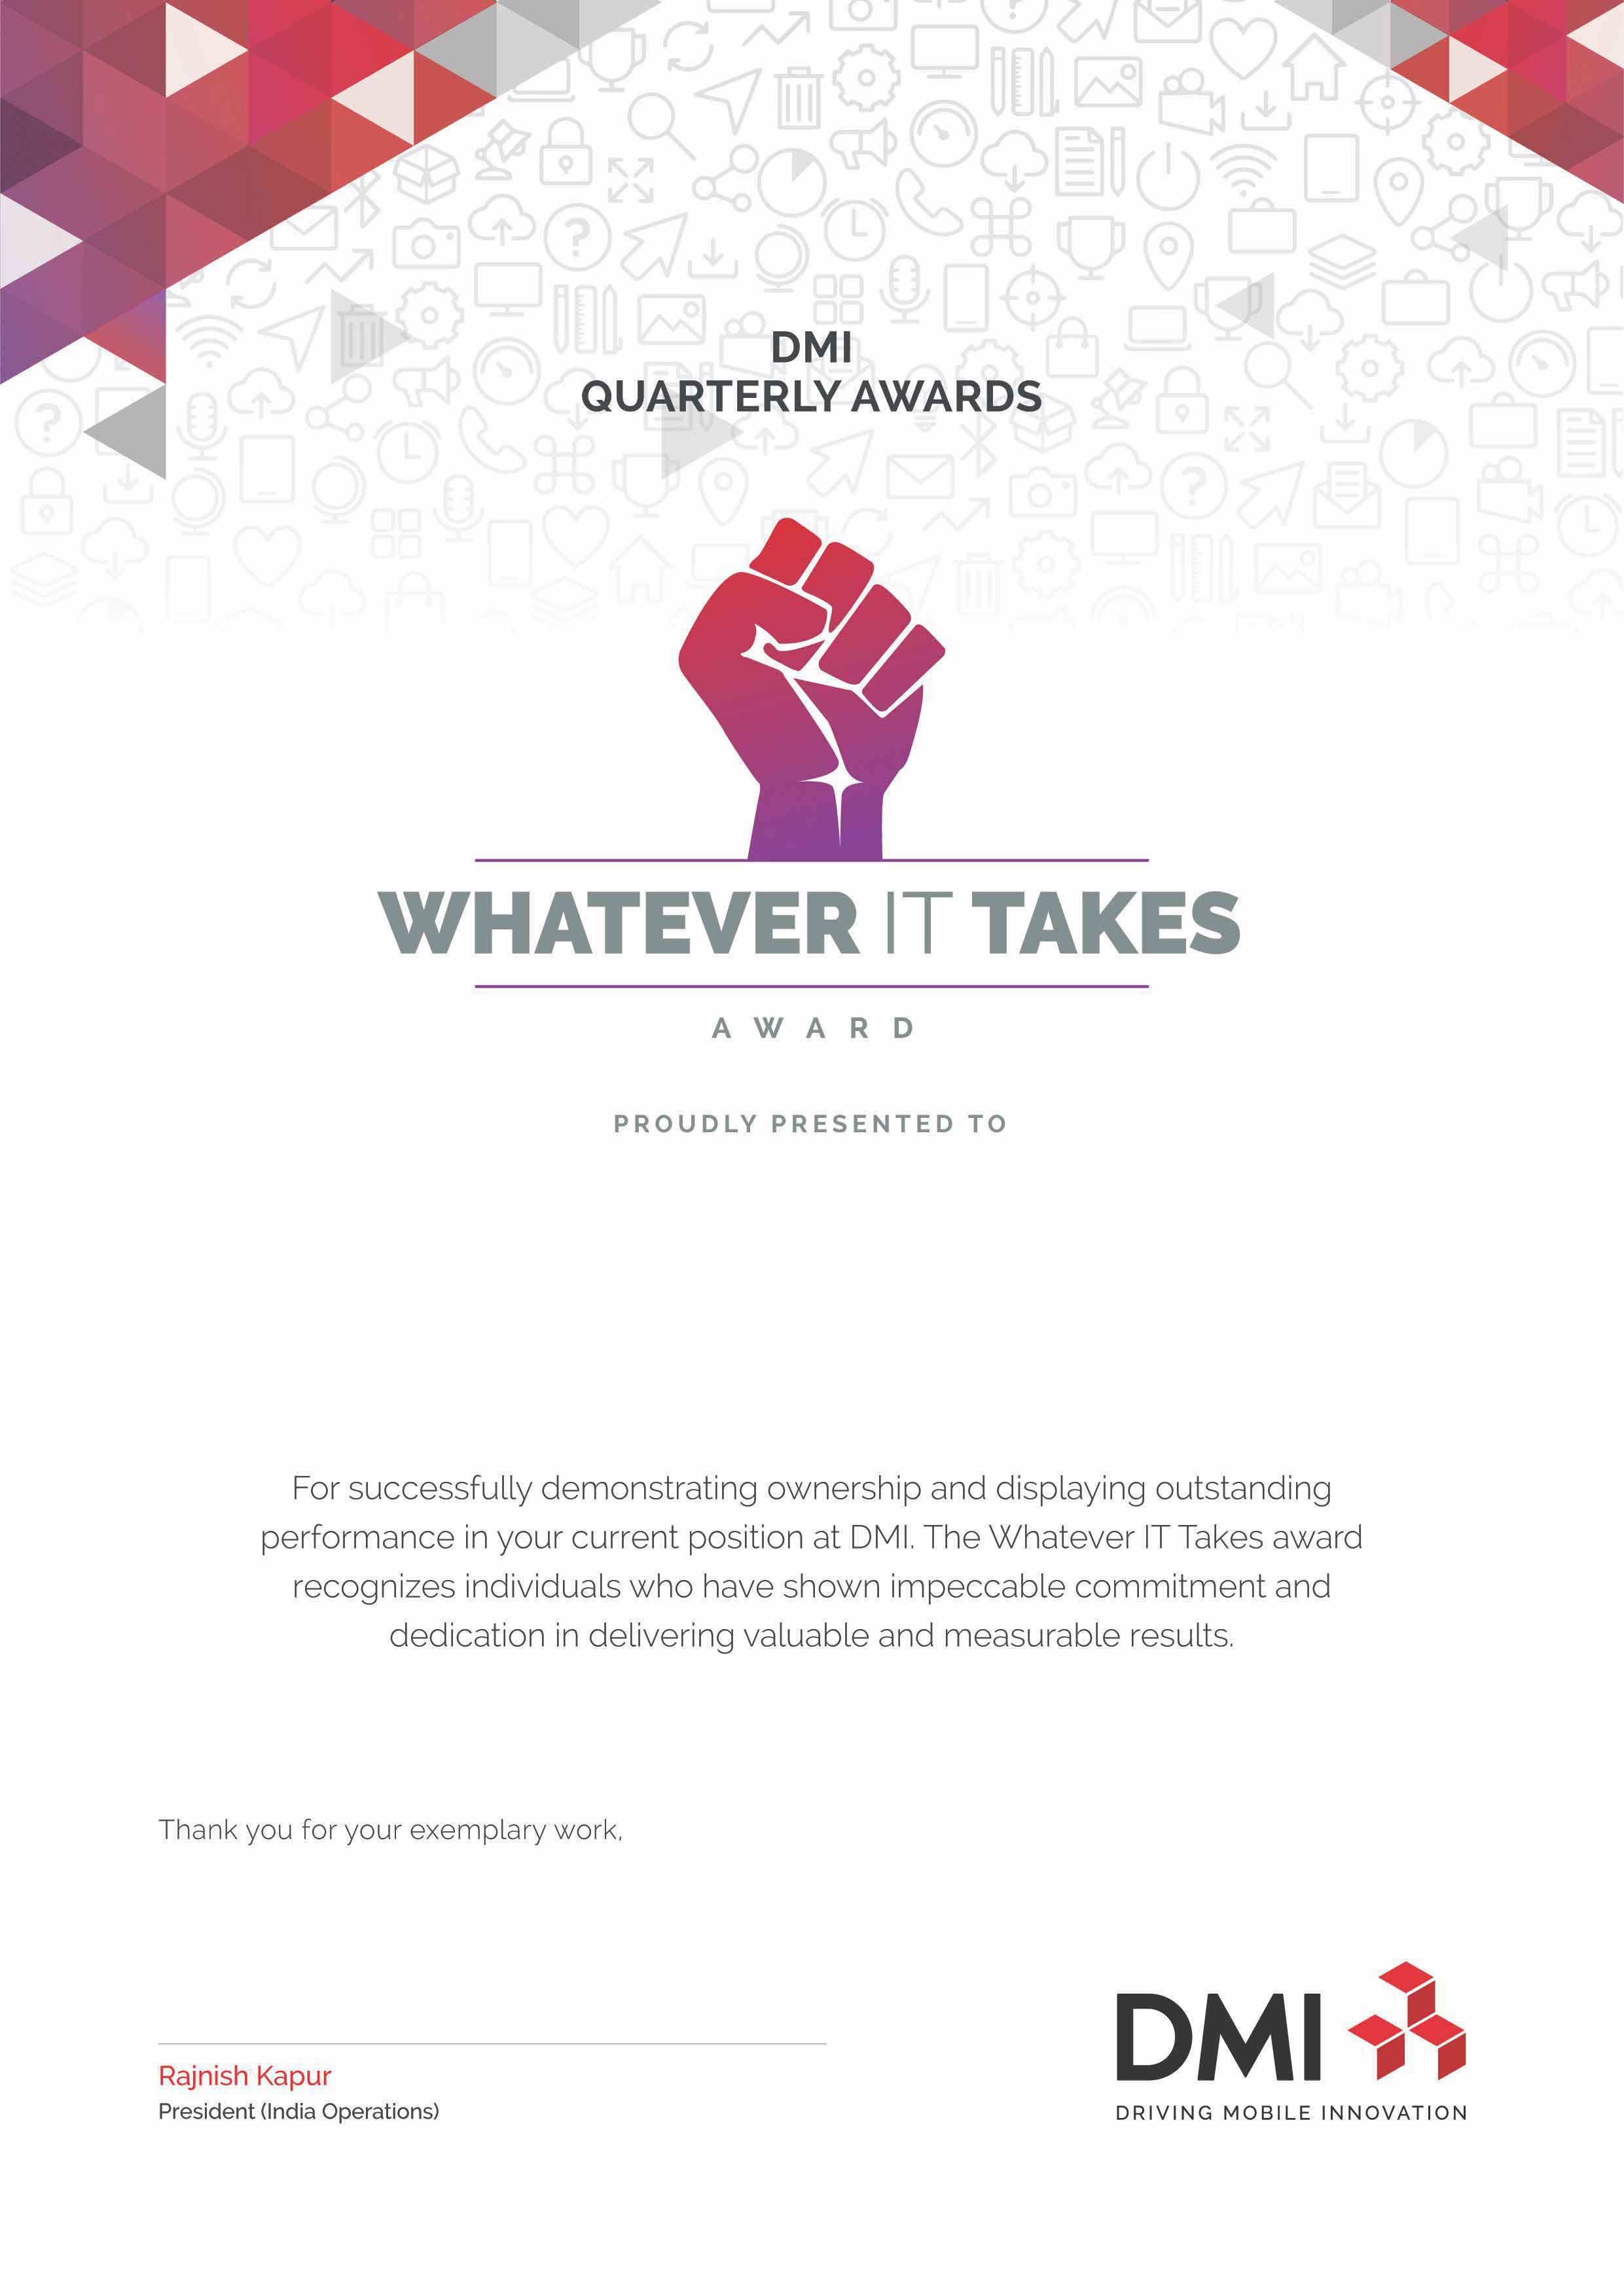 DMI
QUARTERLY AWARDS
WHATEVER IT TAKES
AWARD
PROUDLY PRESENTED TO
For successfully demonstrating ownership and displaying outstanding
performance in your current position at DMI. The Whatever IT Takes award
recognizes individuals who have shown impeccable commitment and
dedication in delivering valuable and measurable results.
Thank you for your exemplary work,
Rajnish Kapur
President (India Operations)
DMI
DRIVING MOBILE INNOVATION